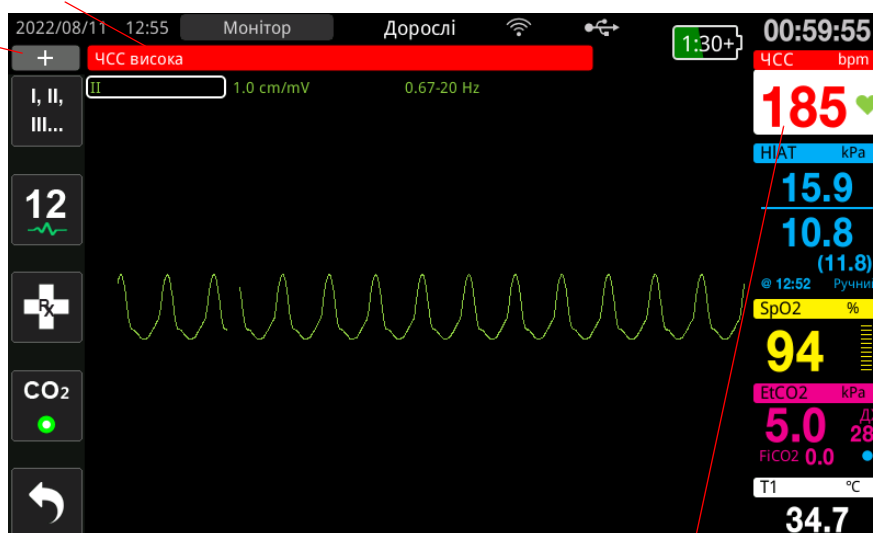 2022/08/11 12:55 Монітор Дорослі 1:30+ 00:59:55
+ ЧСС висока ЧСС bpm
185
I, II, III...
II 1.0 cm/mV 0.67-20 Hz
НІАТ kPa
15.9
10.8
(11.8)
@ 12:52
12
SpO2 %
94
Rx
EtCO2 kPa
5.0 28
FiCO2 0.0
CO2
T1 °C
34.7